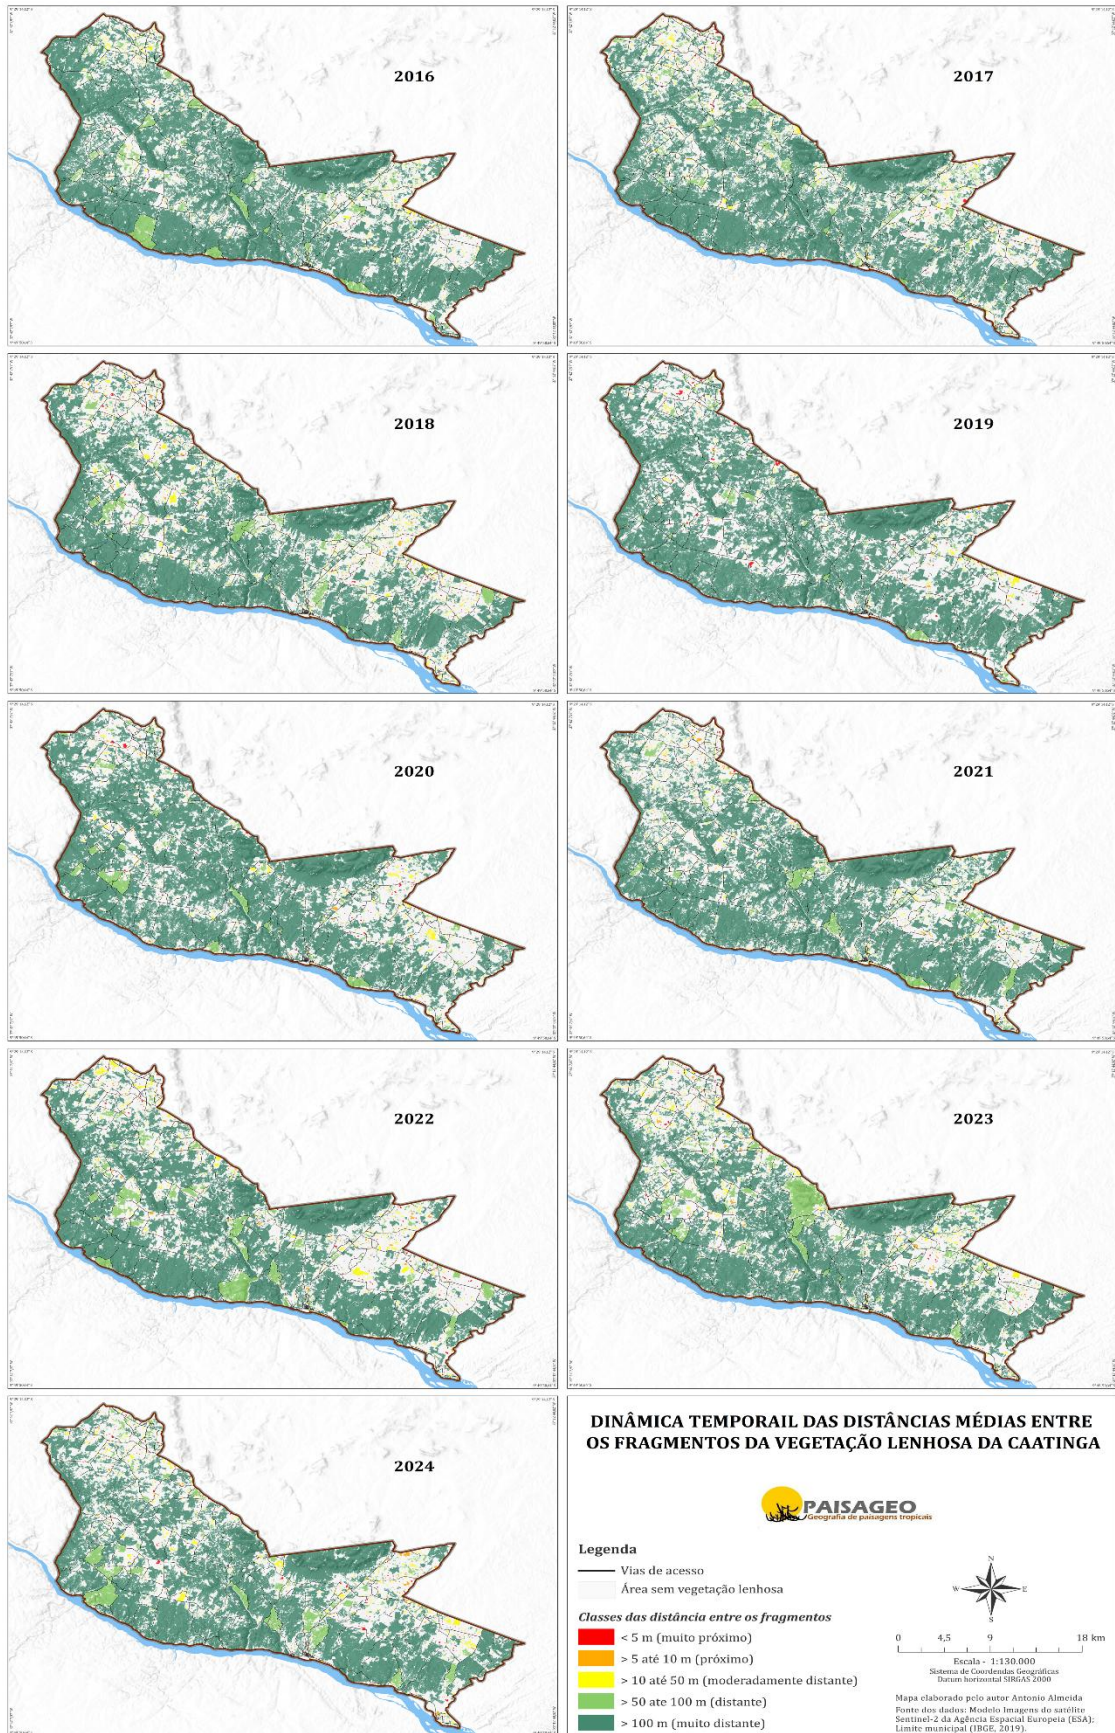 2016
2017
2018
2019
2020
2021
2022
2023
2024
DINÂMICA TEMPORAIL DAS DISTÂNCIAS MÉDIAS ENTRE
OS FRAGMENTOS DA VEGETAÇÃO LENHOSA DA CAATINGA
PAISAGEO
Geografia de paisagens tropicais
Legenda
Vias de acesso
Área sem vegetação lenhosa
Classes das distância entre os fragmentos
< 5 m (muito próximo)
> 5 até 10 m (próximo)
> 10 até 50 m (moderadamente distante)
> 50 ate 100 m (distante)
> 100 m (muito distante)
N
W E
S
0 4,5 9 18 km
Escala - 1:130.000
Sistema de Coordendas Geográficas
Datum horizontal SIRGAS 2000
Mapa elaborado pelo autor Antonio Almeida
Fonte dos dados: Modelo Imagens do satélite
Sentinel-2 da Agência Espacial Europeia (ESA);
Limite municipal (IBGE, 2019).